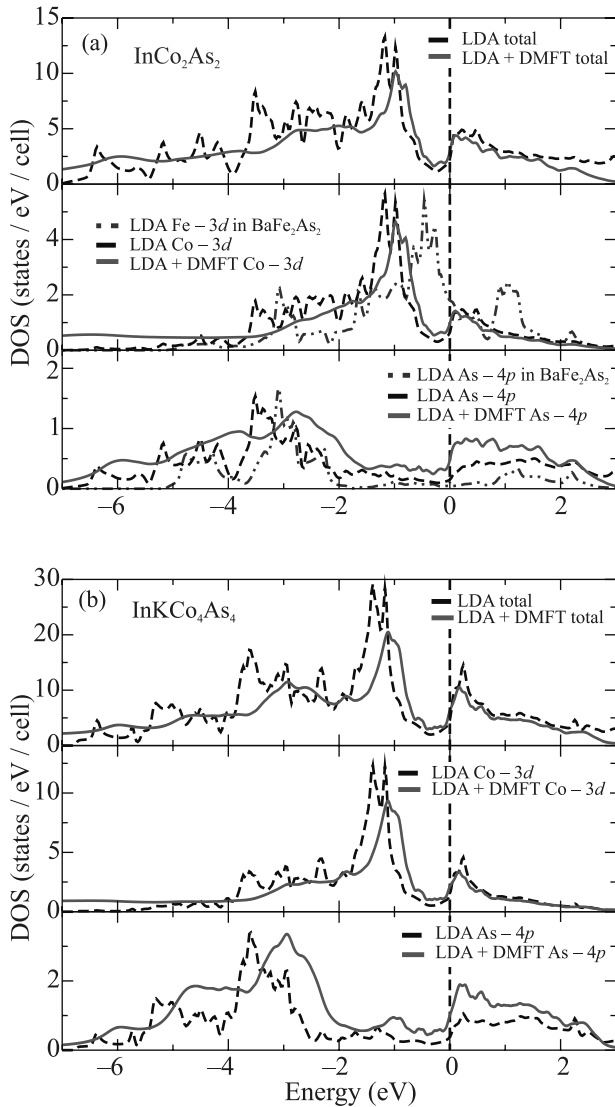 (a)
InCo₂As₂
LDA total
LDA + DMFT total
15
10
5
0
LDA Fe – 3d in BaFe₂As₂
LDA Co – 3d
LDA + DMFT Co – 3d
4
2
0
LDA As – 4p in BaFe₂As₂
LDA As – 4p
LDA + DMFT As – 4p
2
1
0
DOS (states / eV / cell)
–6 –4 –2 0 2
(b)
InKCo₄As₄
LDA total
LDA + DMFT total
30
20
10
0
LDA Co – 3d
LDA + DMFT Co – 3d
10
5
0
LDA As – 4p
LDA + DMFT As – 4p
2
0
DOS (states / eV / cell)
–6 –4 –2 0 2
Energy (eV)